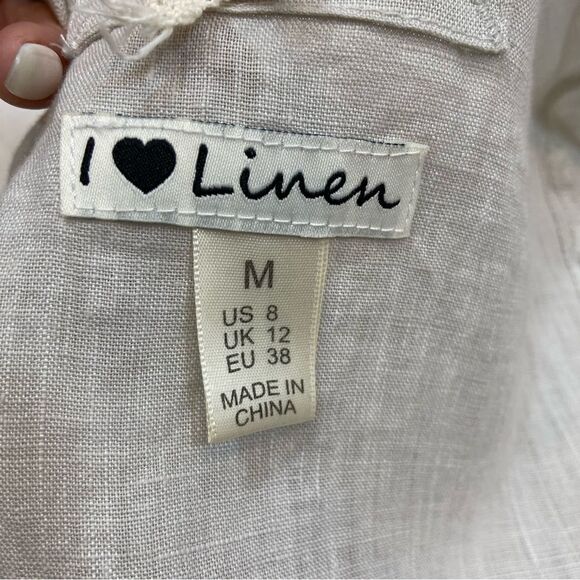 I ♥ Linen
M
US 8
UK 12
EU 38
MADE IN
CHINA